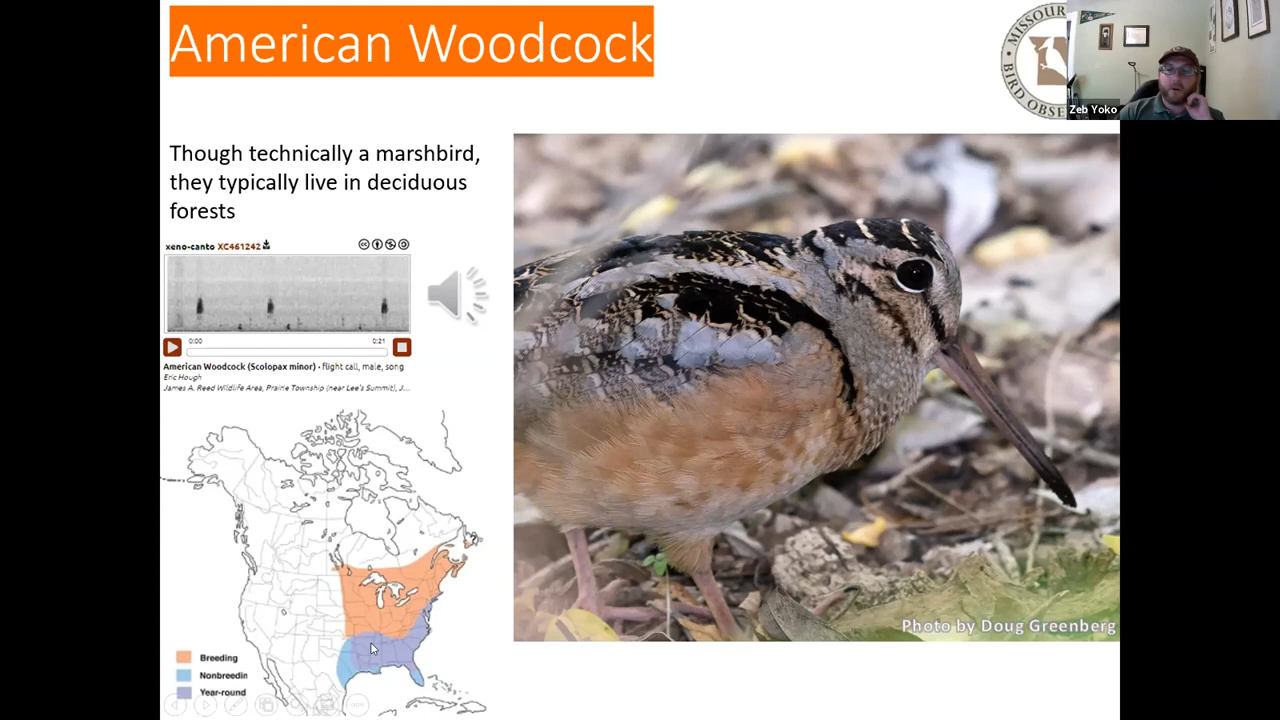 American Woodcock
MISSOURI
BIRD
Zeb Yoko
Though technically a marshbird,
they typically live in deciduous
forests
xeno-canto XC461242
0:00
0:21
American Woodcock (Scolopax minor) · flight call, male, song
Eric Hough
James A. Reed Wildlife Area, Prairie Township (near Lee's Summit), J...
Breeding
Nonbreedin
Year-round
Photo by Doug Greenberg